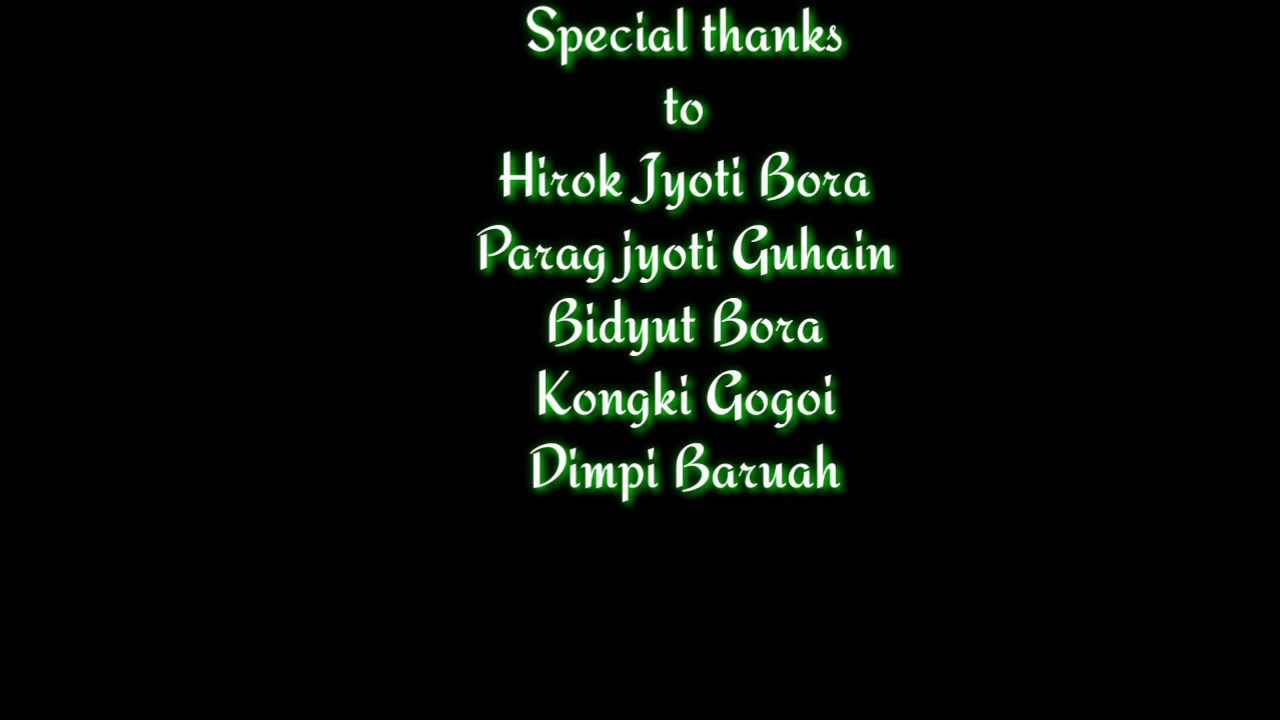 Special thanks
to
Hirok Jyoti Bora
Parag jyoti Guhain
Bidyut Bora
Kongki Gogoi
Dimpi Baruah